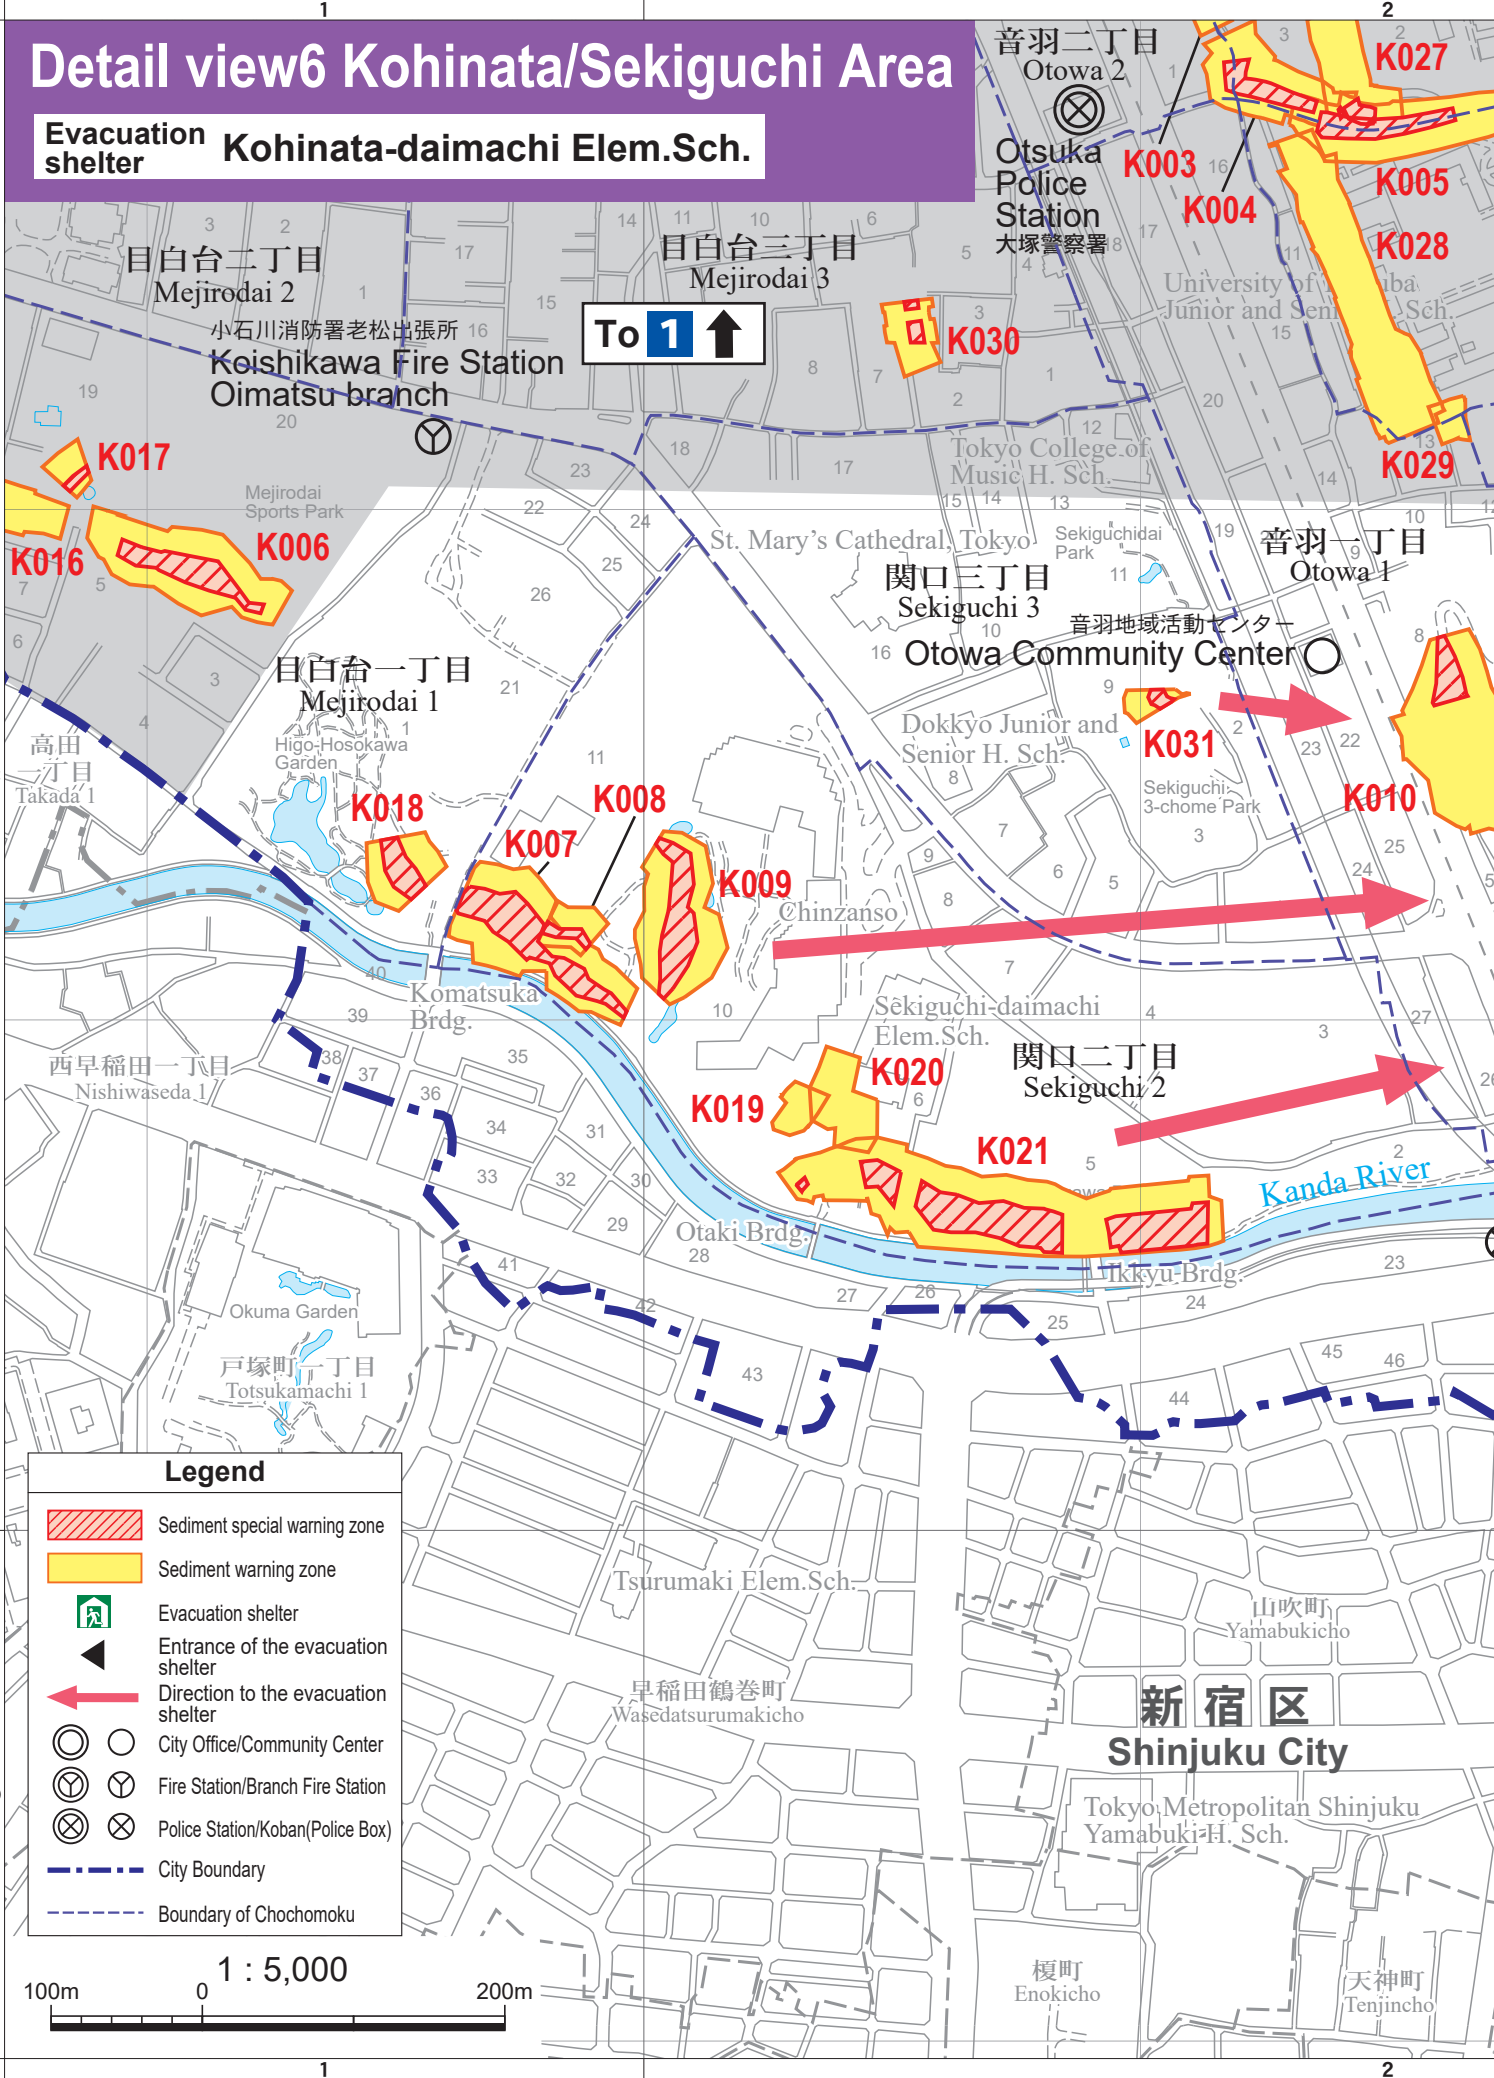 1
2
Detail view6 Kohinata/Sekiguchi Area
Evacuation shelter
Kohinata-daimachi Elem.Sch.
音羽二丁目
Otowa 2
Otsuka
Police
Station
大塚警察署
K003
K004
K027
K005
K028
University of
Junior and Seni
Sch.
目白台二丁目
Mejirodai 2
目白台三丁目
Mejirodai 3
小石川消防署老松出張所
Koishikawa Fire Station
Oimatsu branch
To 1
K030
K029
K017
K016
K006
Mejirodai
Sports Park
Tokyo College of
Music H. Sch.
St. Mary's Cathedral, Tokyo
Sekiguchidai
Park
関口三丁目
Sekiguchi 3
音羽一丁目
Otowa 1
音羽地域活動センター
Otowa Community Center
目白台一丁目
Mejirodai 1
Higo-Hosokawa
Garden
高田
一丁目
Takada 1
Dokkyo Junior and
Senior H. Sch.
K031
Sekiguchi
3-chome Park
K010
K018
K007
K008
K009
Chinzanso
Komatsuka
Brdg.
Sekiguchi-daimachi
Elem.Sch.
関口二丁目
Sekiguchi 2
西早稲田一丁目
Nishiwaseda 1
K020
K019
K021
Kanda River
Otaki Brdg.
Ikkyu Brdg.
Okuma Garden
戸塚町一丁目
Totsukamachi 1
Legend
Sediment special warning zone
Sediment warning zone
Evacuation shelter
Entrance of the evacuation
shelter
Direction to the evacuation
shelter
City Office/Community Center
Fire Station/Branch Fire Station
Police Station/Koban(Police Box)
City Boundary
Boundary of Chochomoku
Tsurumaki Elem.Sch.
早稲田鶴巻町
Wasedatsurumakicho
山吹町
Yamabukicho
新宿区
Shinjuku City
Tokyo Metropolitan Shinjuku
Yamabuki H. Sch.
榎町
Enokicho
天神町
Tenjincho
1 : 5,000
100m
0
200m
1
2